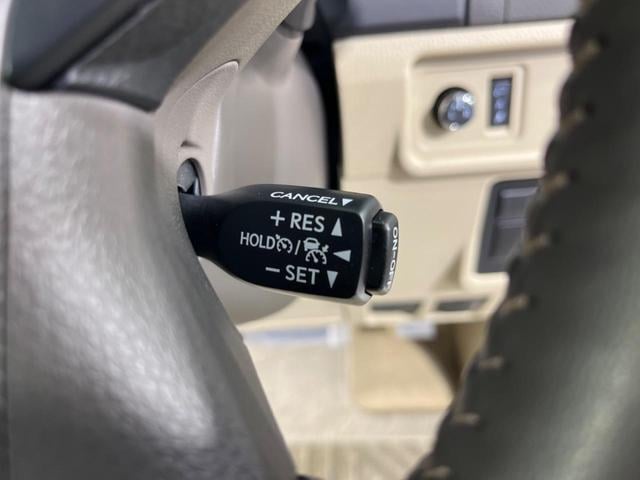 CANCEL▼
+ RES ▲
HOLD / ◀
− SET ▼
ON-OFF